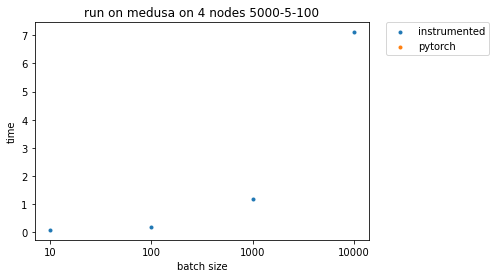 run on medusa on 4 nodes 5000-5-100
instrumented
pytorch
7
6
5
4
3
2
1
0
time
10 100 1000 10000
batch size